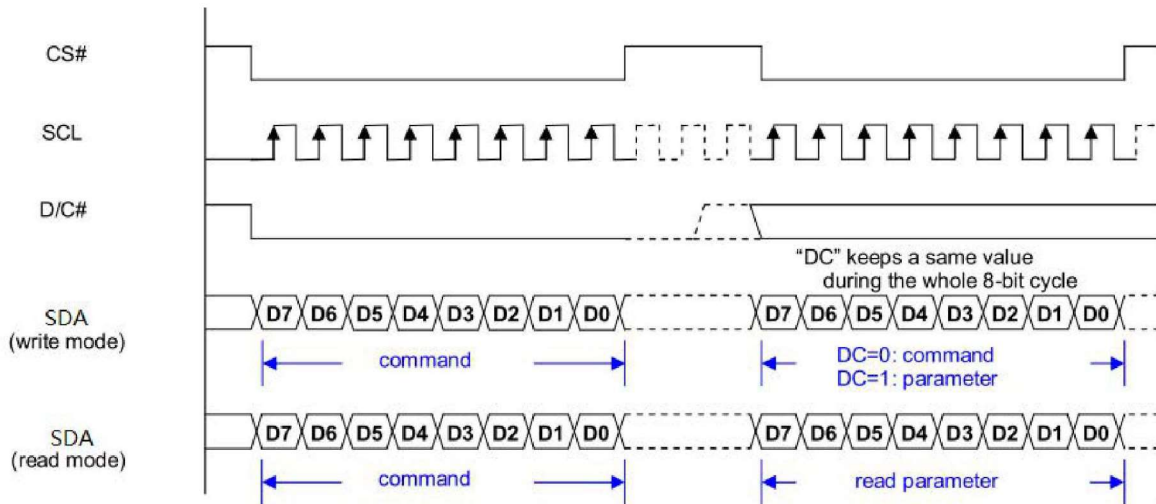 CS#
SCL
D/C#
"DC" keeps a same value
during the whole 8-bit cycle
SDA
(write mode)
D7 D6 D5 D4 D3 D2 D1 D0
D7 D6 D5 D4 D3 D2 D1 D0
command
DC=0: command
DC=1: parameter
SDA
(read mode)
D7 D6 D5 D4 D3 D2 D1 D0
D7 D6 D5 D4 D3 D2 D1 D0
command
read parameter